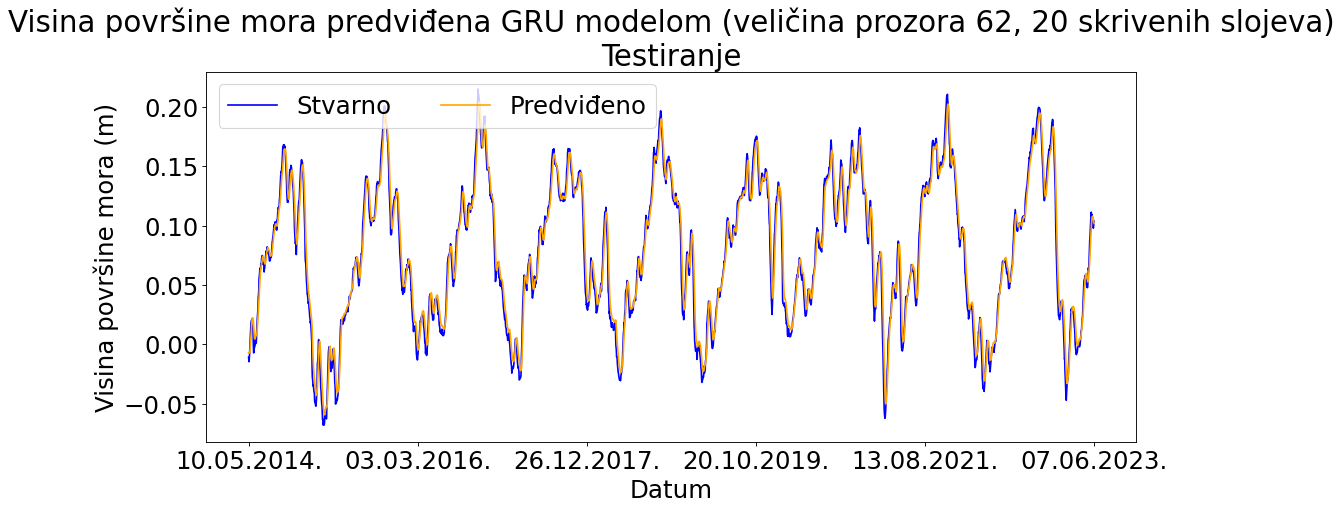 Visina površine mora predviđena GRU modelom (veličina prozora 62, 20 skrivenih slojeva)
Testiranje
Stvarno
Predviđeno
Visina površine mora (m)
0.20
0.15
0.10
0.05
0.00
−0.05
10.05.2014.
03.03.2016.
26.12.2017.
20.10.2019.
13.08.2021.
07.06.2023.
Datum